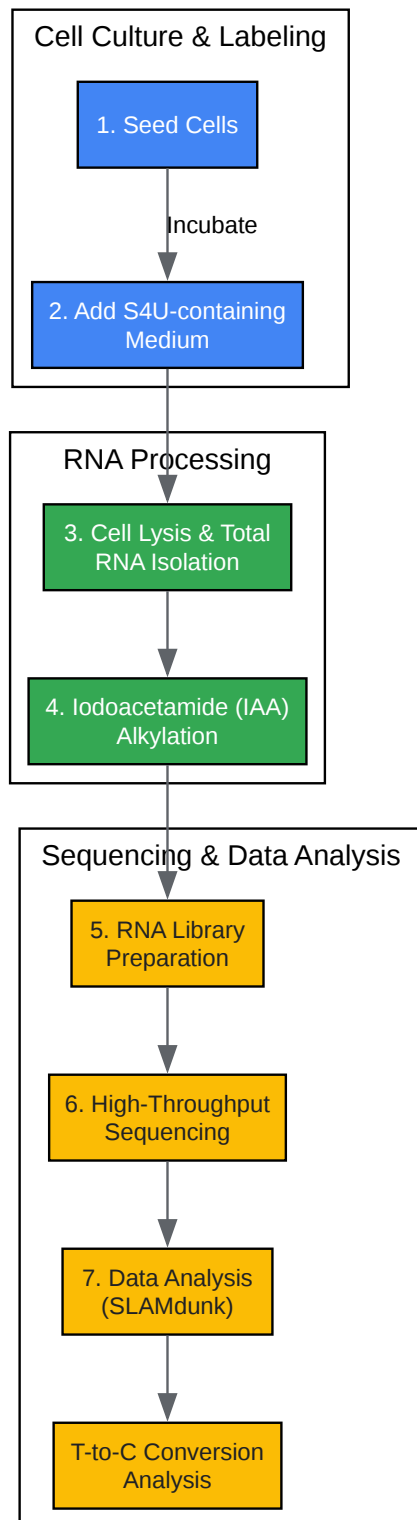 Cell Culture & Labeling
1. Seed Cells
Incubate
2. Add S4U-containing
Medium
RNA Processing
3. Cell Lysis & Total
RNA Isolation
4. Iodoacetamide (IAA)
Alkylation
Sequencing & Data Analysis
5. RNA Library
Preparation
6. High-Throughput
Sequencing
7. Data Analysis
(SLAMdunk)
T-to-C Conversion
Analysis